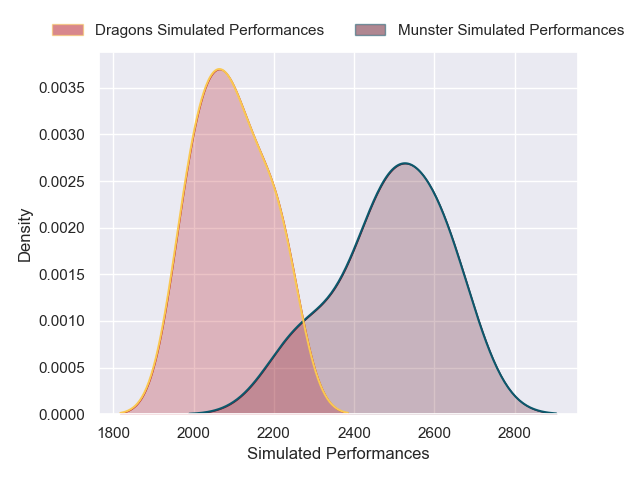 Dragons Simulated Performances
Munster Simulated Performances
0.0035
0.0030
0.0025
0.0020
0.0015
0.0010
0.0005
0.0000
Density
1800 2000 2200 2400 2600 2800
Simulated Performances